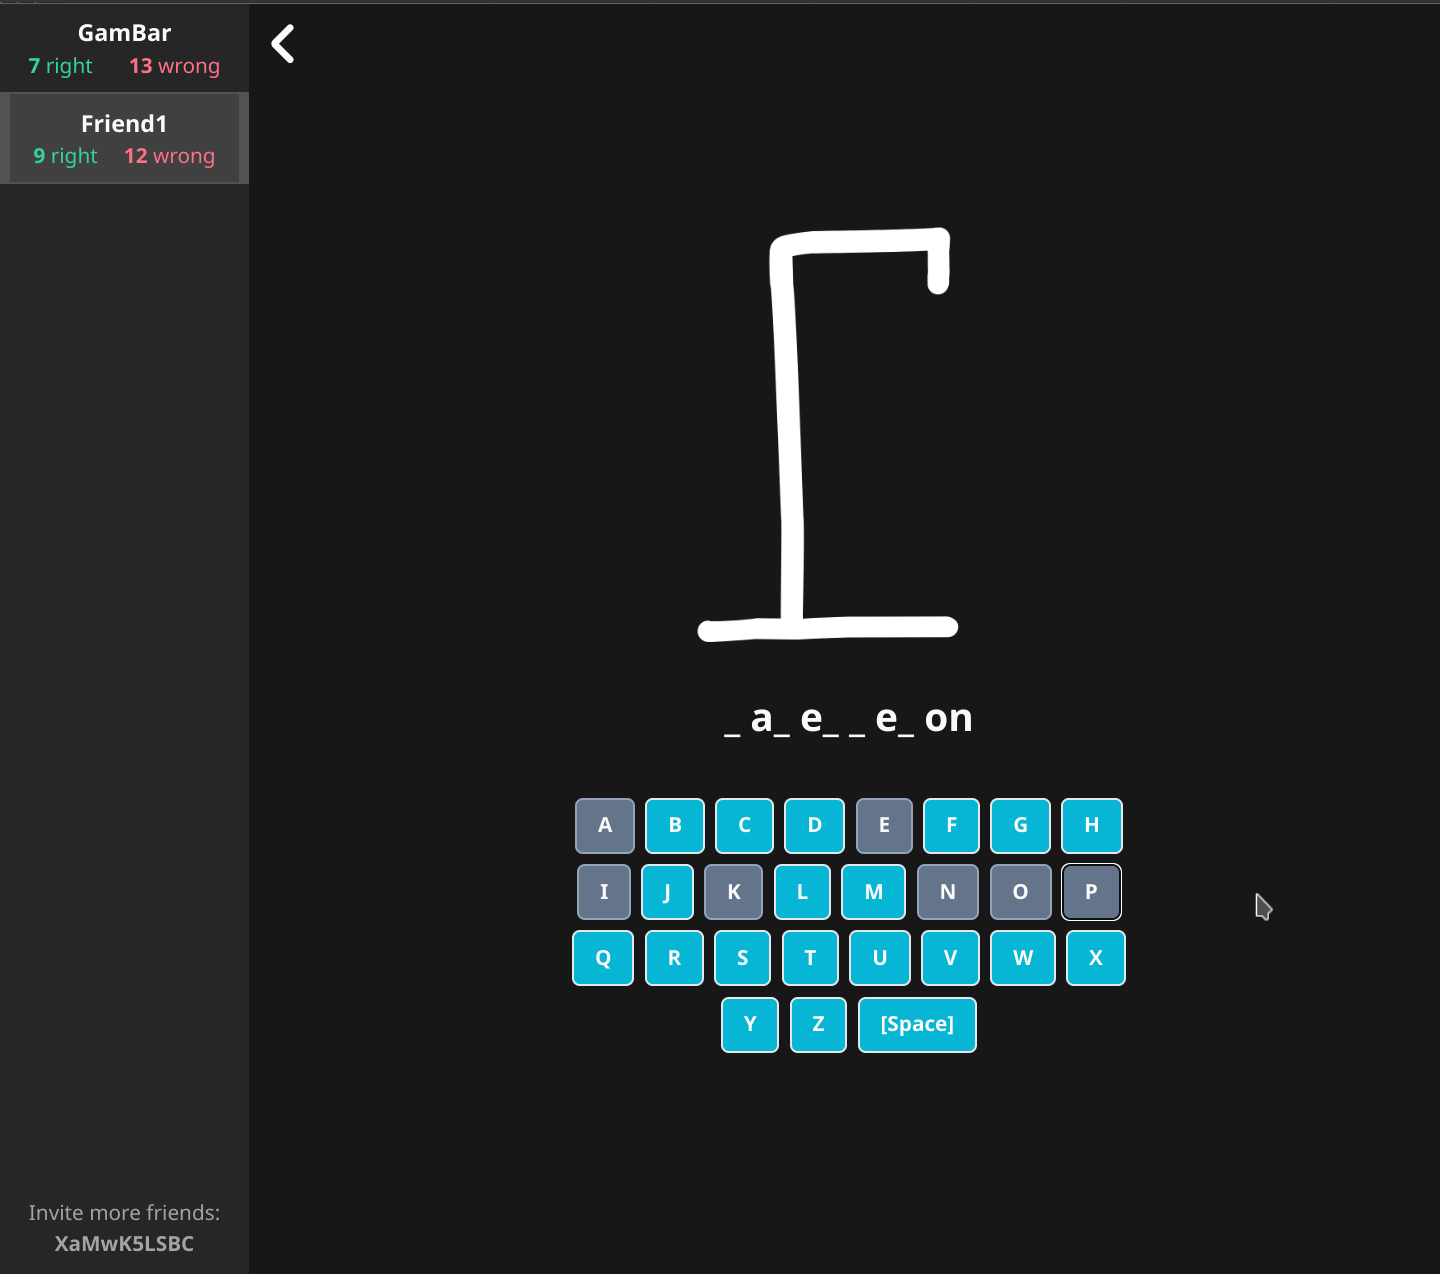 GamBar
7 right 13 wrong
Friend1
9 right 12 wrong
_ a_ e_ _ e_ on
A B C D E F G H
I J K L M N O P
Q R S T U V W X
Y Z [Space]
Invite more friends:
XaMwK5LSBC